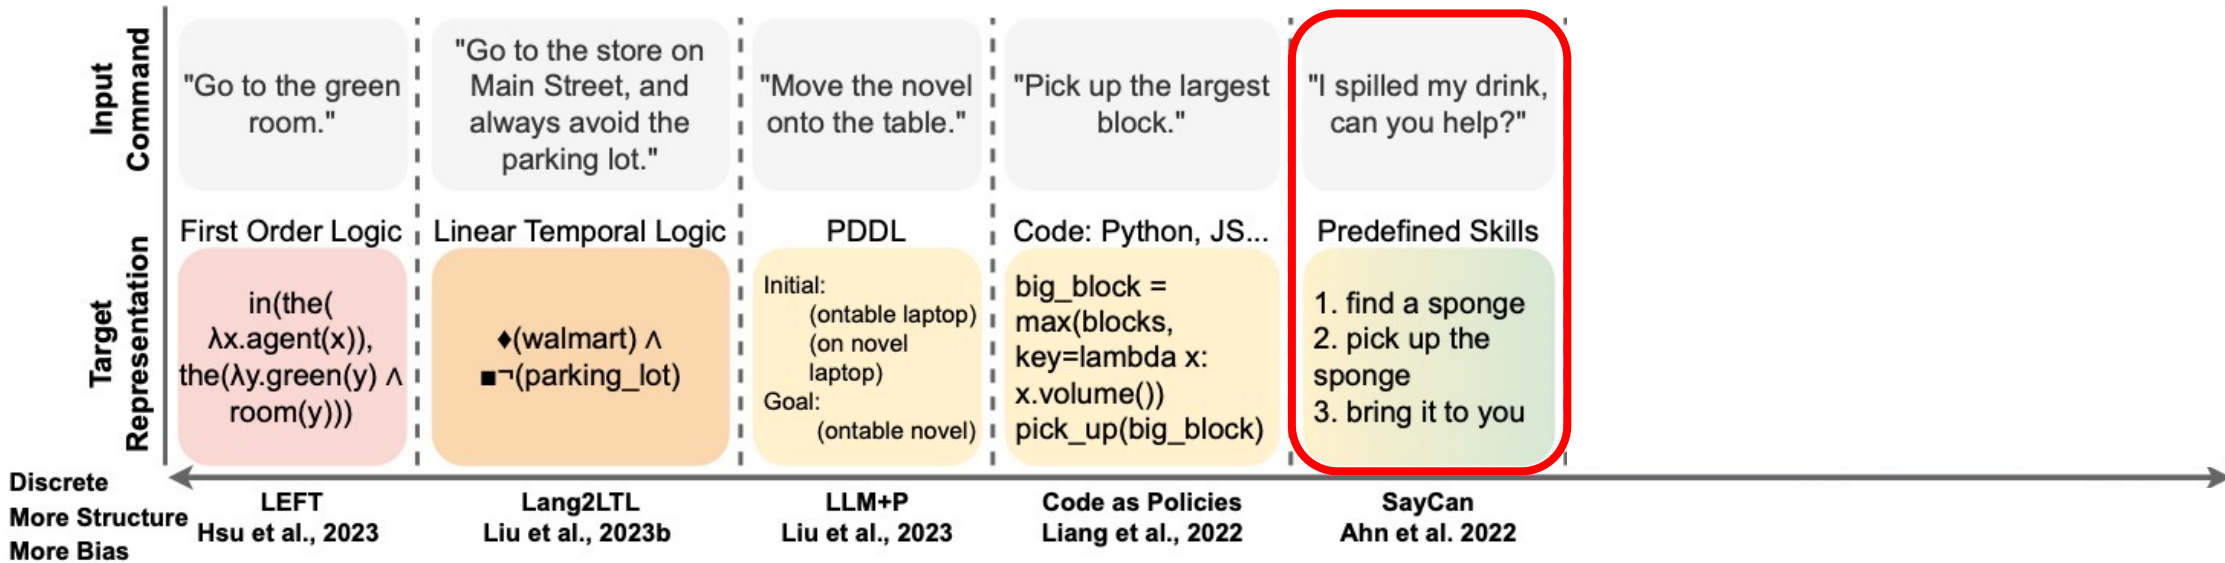 Input
Command
"Go to the green
room."
"Go to the store on
Main Street, and
always avoid the
parking lot."
"Move the novel
onto the table."
"Pick up the largest
block."
"I spilled my drink,
can you help?"
Target
Representation
First Order Logic
in(the(
λx.agent(x)),
the(λy.green(y) ∧
room(y)))
Linear Temporal Logic
♦(walmart) ∧
■¬(parking_lot)
PDDL
Initial:
(ontable laptop)
(on novel
laptop)
Goal:
(ontable novel)
Code: Python, JS...
big_block =
max(blocks,
key=lambda x:
x.volume())
pick_up(big_block)
Predefined Skills
1. find a sponge
2. pick up the
sponge
3. bring it to you
Discrete
More Structure
More Bias
LEFT
Hsu et al., 2023
Lang2LTL
Liu et al., 2023b
LLM+P
Liu et al., 2023
Code as Policies
Liang et al., 2022
SayCan
Ahn et al. 2022